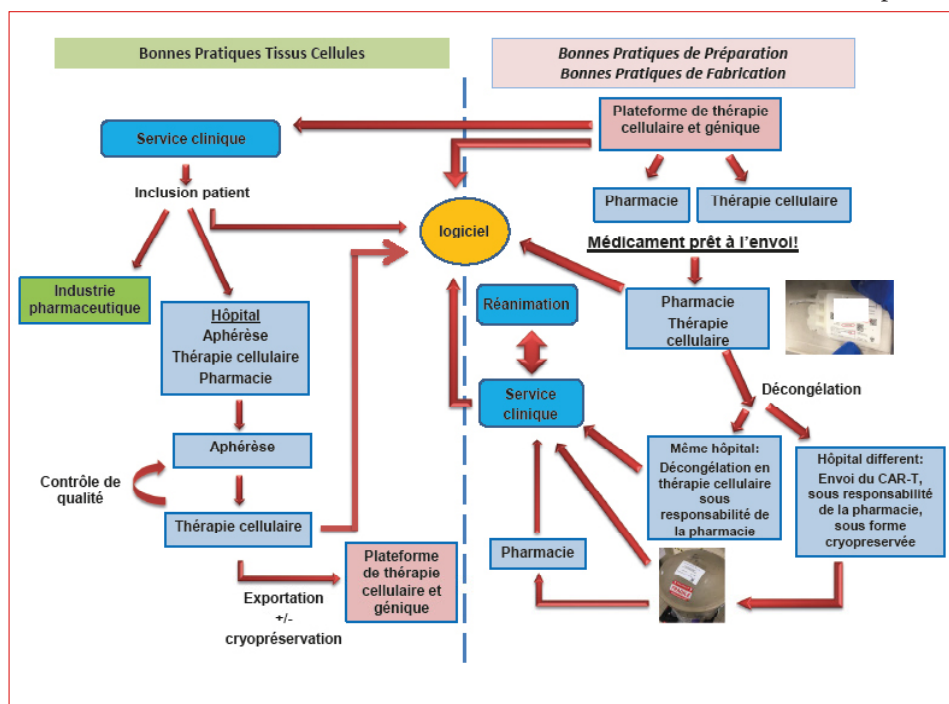 Bonnes Pratiques Tissus Cellules
Bonnes Pratiques de Préparation
Bonnes Pratiques de Fabrication
Service clinique
Inclusion patient
Industrie
pharmaceutique
Hôpital
Aphérèse
Thérapie cellulaire
Pharmacie
Aphérèse
Contrôle de
qualité
Thérapie cellulaire
Exportation
+/-
cryopréservation
Plateforme
de thérapie
cellulaire et
génique
logiciel
Plateforme de thérapie
cellulaire et génique
Pharmacie
Thérapie cellulaire
Médicament prêt à l'envoi!
Pharmacie
Thérapie
cellulaire
Décongélation
Réanimation
Service
clinique
Même hôpital:
Décongélation en
thérapie cellulaire
sous
responsabilité de
la pharmacie
Hôpital different:
Envoi du CAR-T,
sous responsabilité
de la pharmacie,
sous forme
cryopreservée
Pharmacie